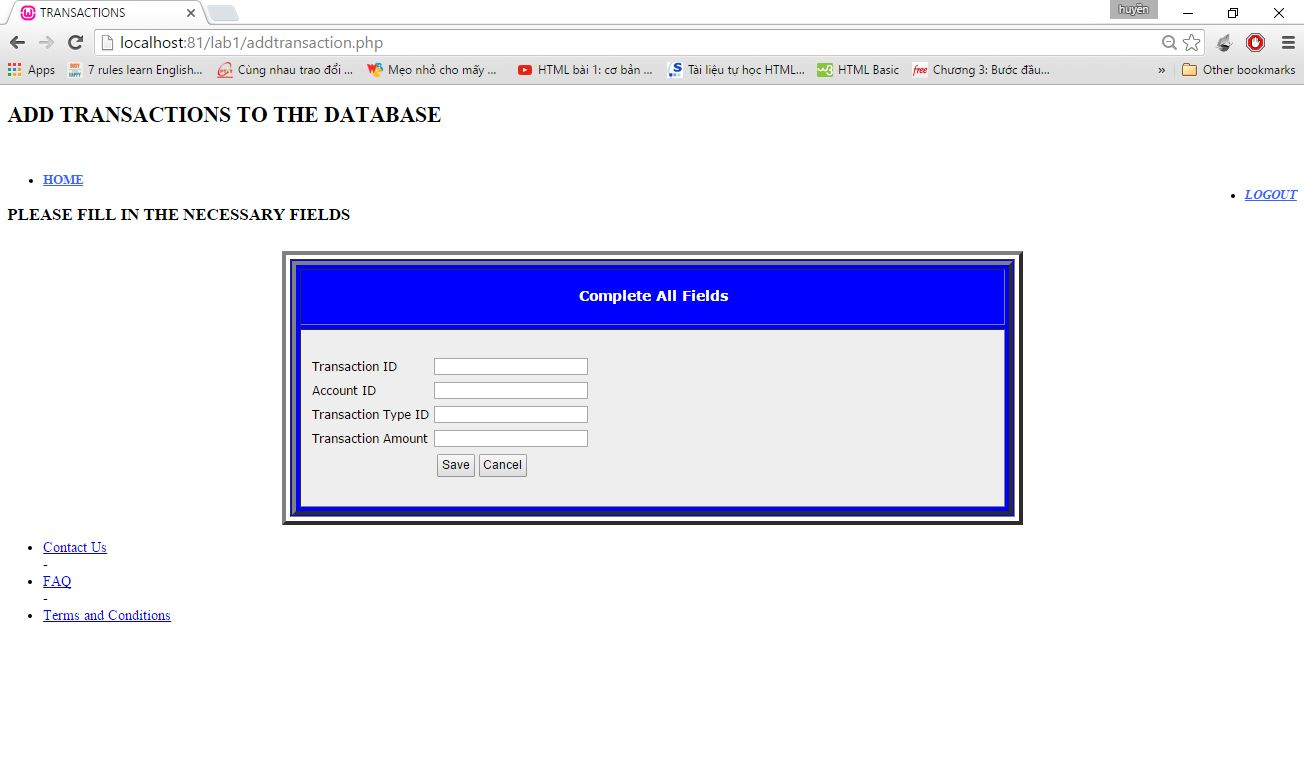 TRANSACTIONS
huyền
localhost:81/lab1/addtransaction.php
Apps 7 rules learn English... Cùng nhau trao đổi ... Mẹo nhỏ cho mấy ... HTML bài 1: cơ bản ... Tài liệu tự học HTML... HTML Basic free Chương 3: Bước đầu... » Other bookmarks
ADD TRANSACTIONS TO THE DATABASE
HOME
LOGOUT
PLEASE FILL IN THE NECESSARY FIELDS
Complete All Fields
Transaction ID
Account ID
Transaction Type ID
Transaction Amount
Save Cancel
Contact Us
-
FAQ
-
Terms and Conditions